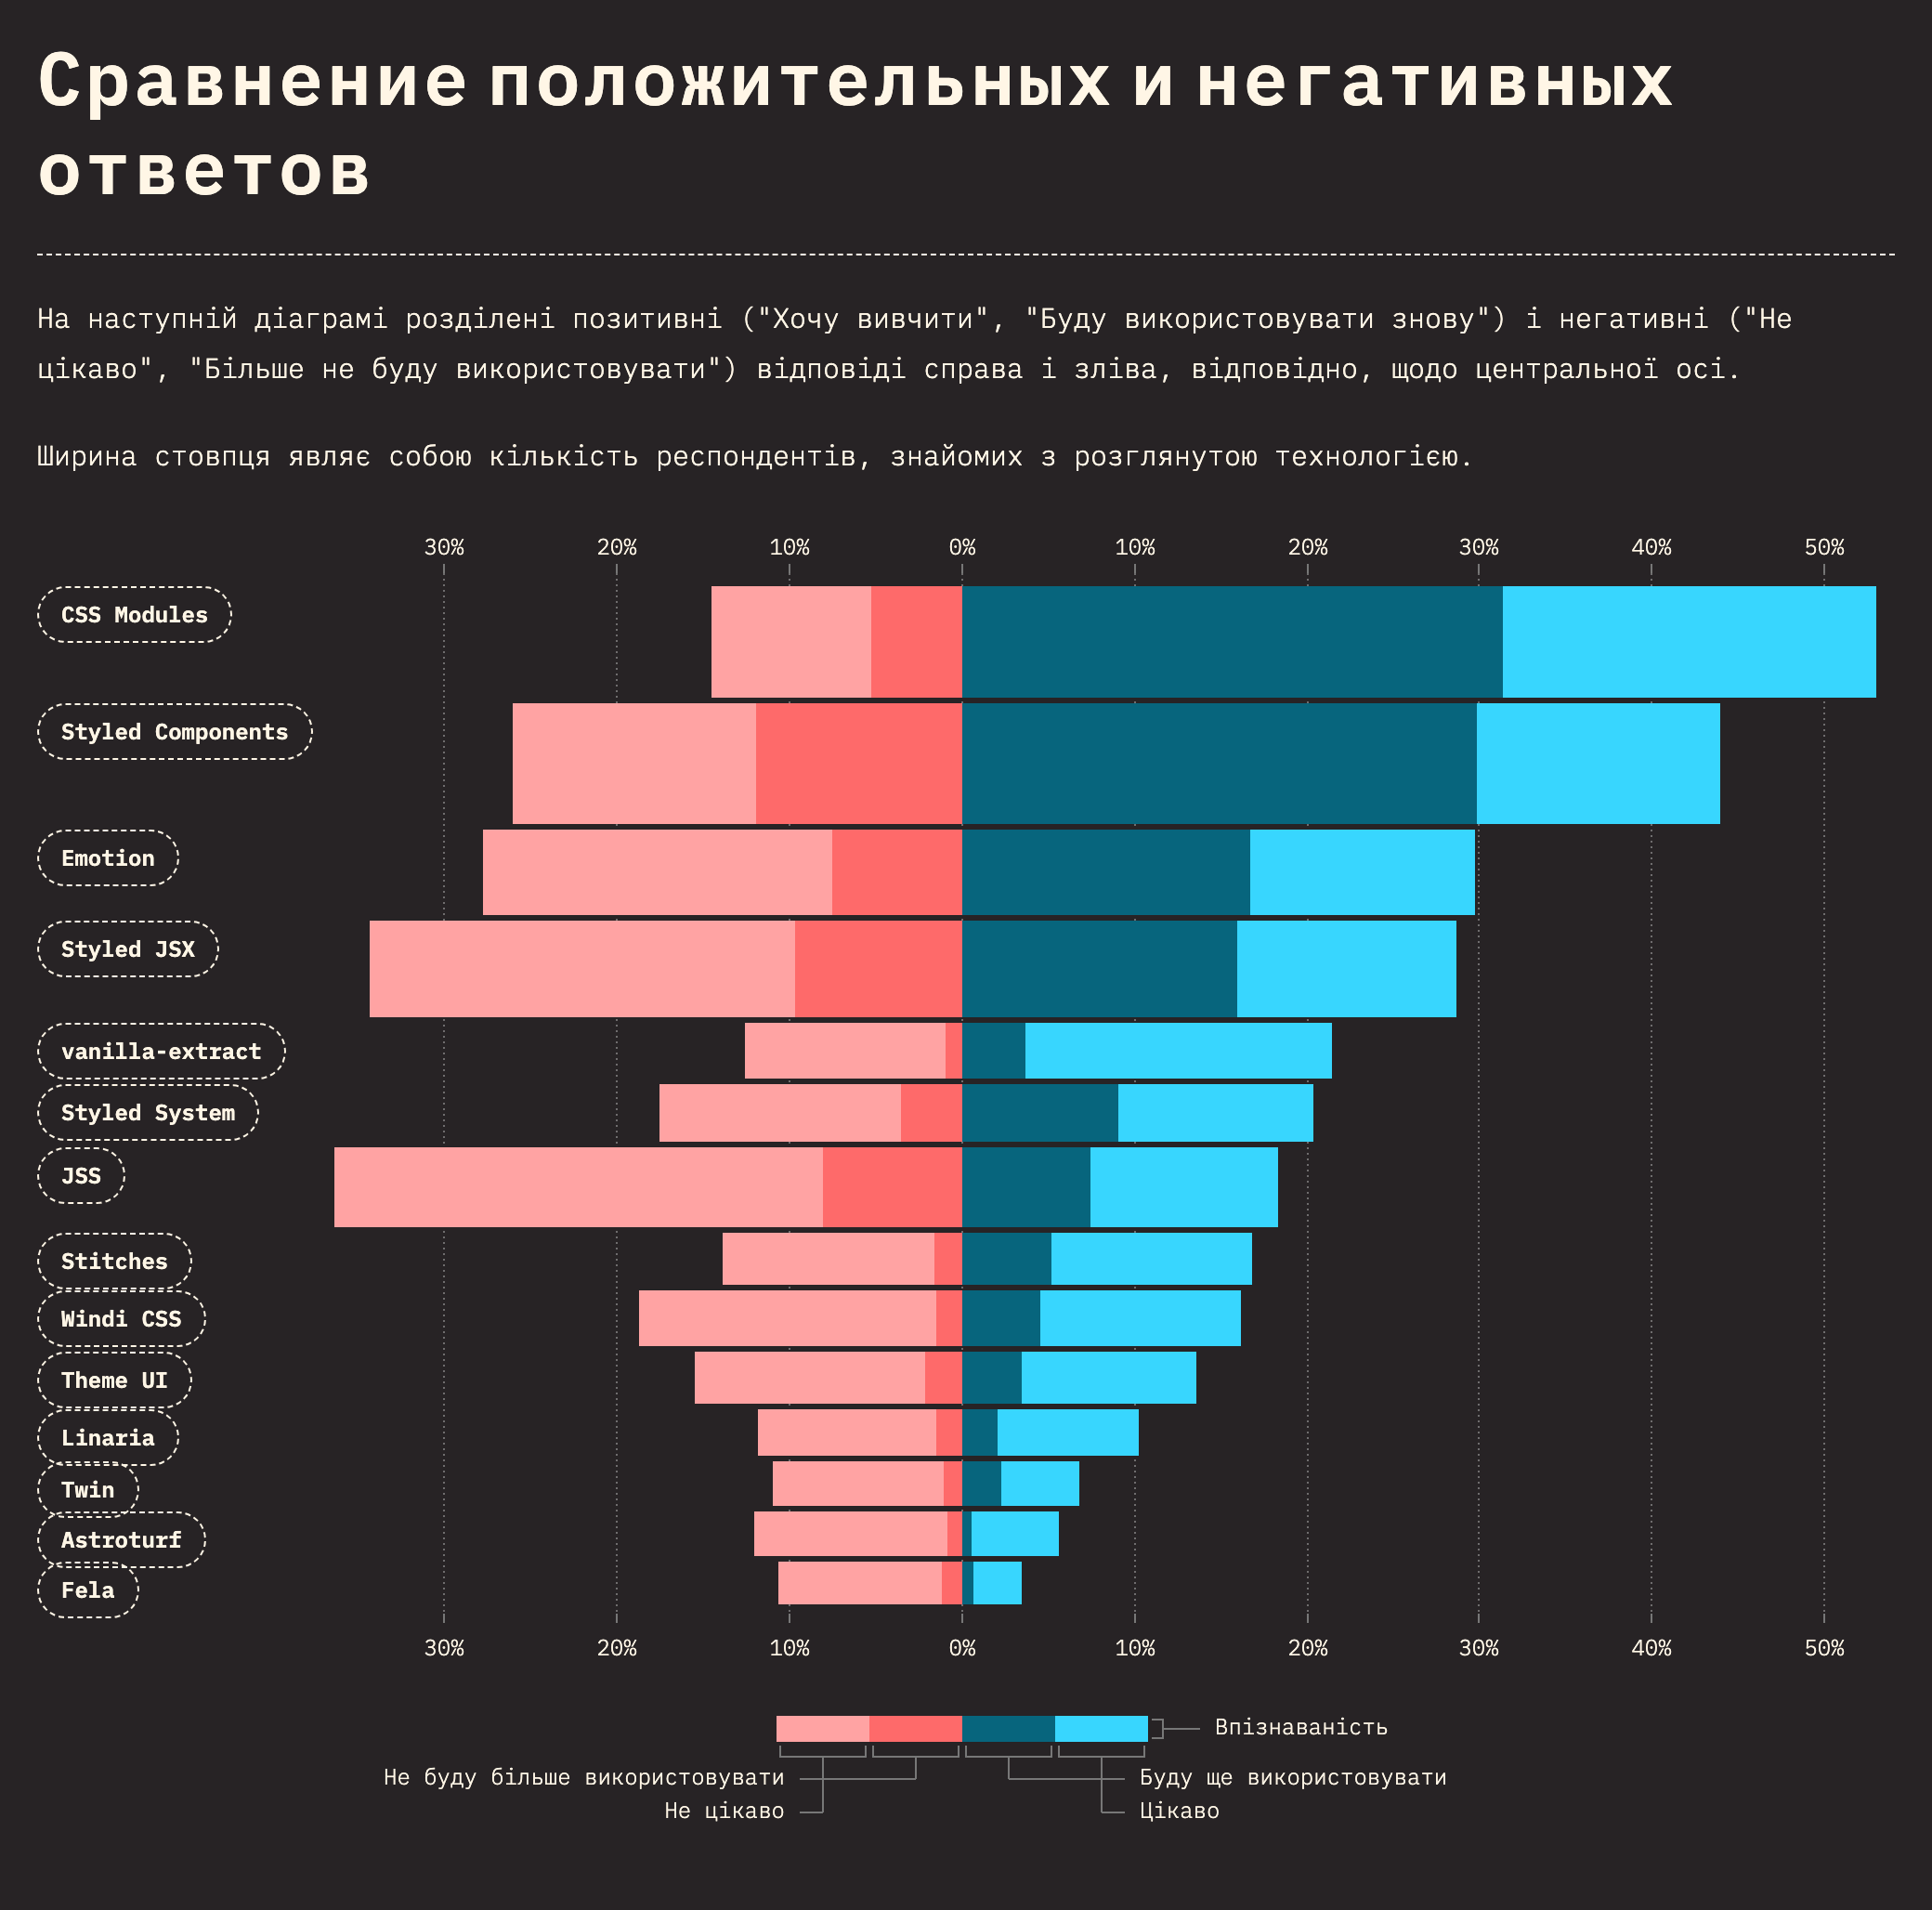 Сравнение положительных и негативных
ответов
На наступній діаграмі розділені позитивні ("Хочу вивчити", "Буду використовувати знову") і негативні ("Не
цікаво", "Більше не буду використовувати") відповіді справа і зліва, відповідно, щодо центральної осі.
Ширина стовпця являє собою кількість респондентів, знайомих з розглянутою технологією.
30% 20% 10% 0% 10% 20% 30% 40% 50%
CSS Modules
Styled Components
Emotion
Styled JSX
vanilla-extract
Styled System
JSS
Stitches
Windi CSS
Theme UI
Linaria
Twin
Astroturf
Fela
30% 20% 10% 0% 10% 20% 30% 40% 50%
Впізнаваність
Не буду більше використовувати Буду ще використовувати
Не цікаво Цікаво